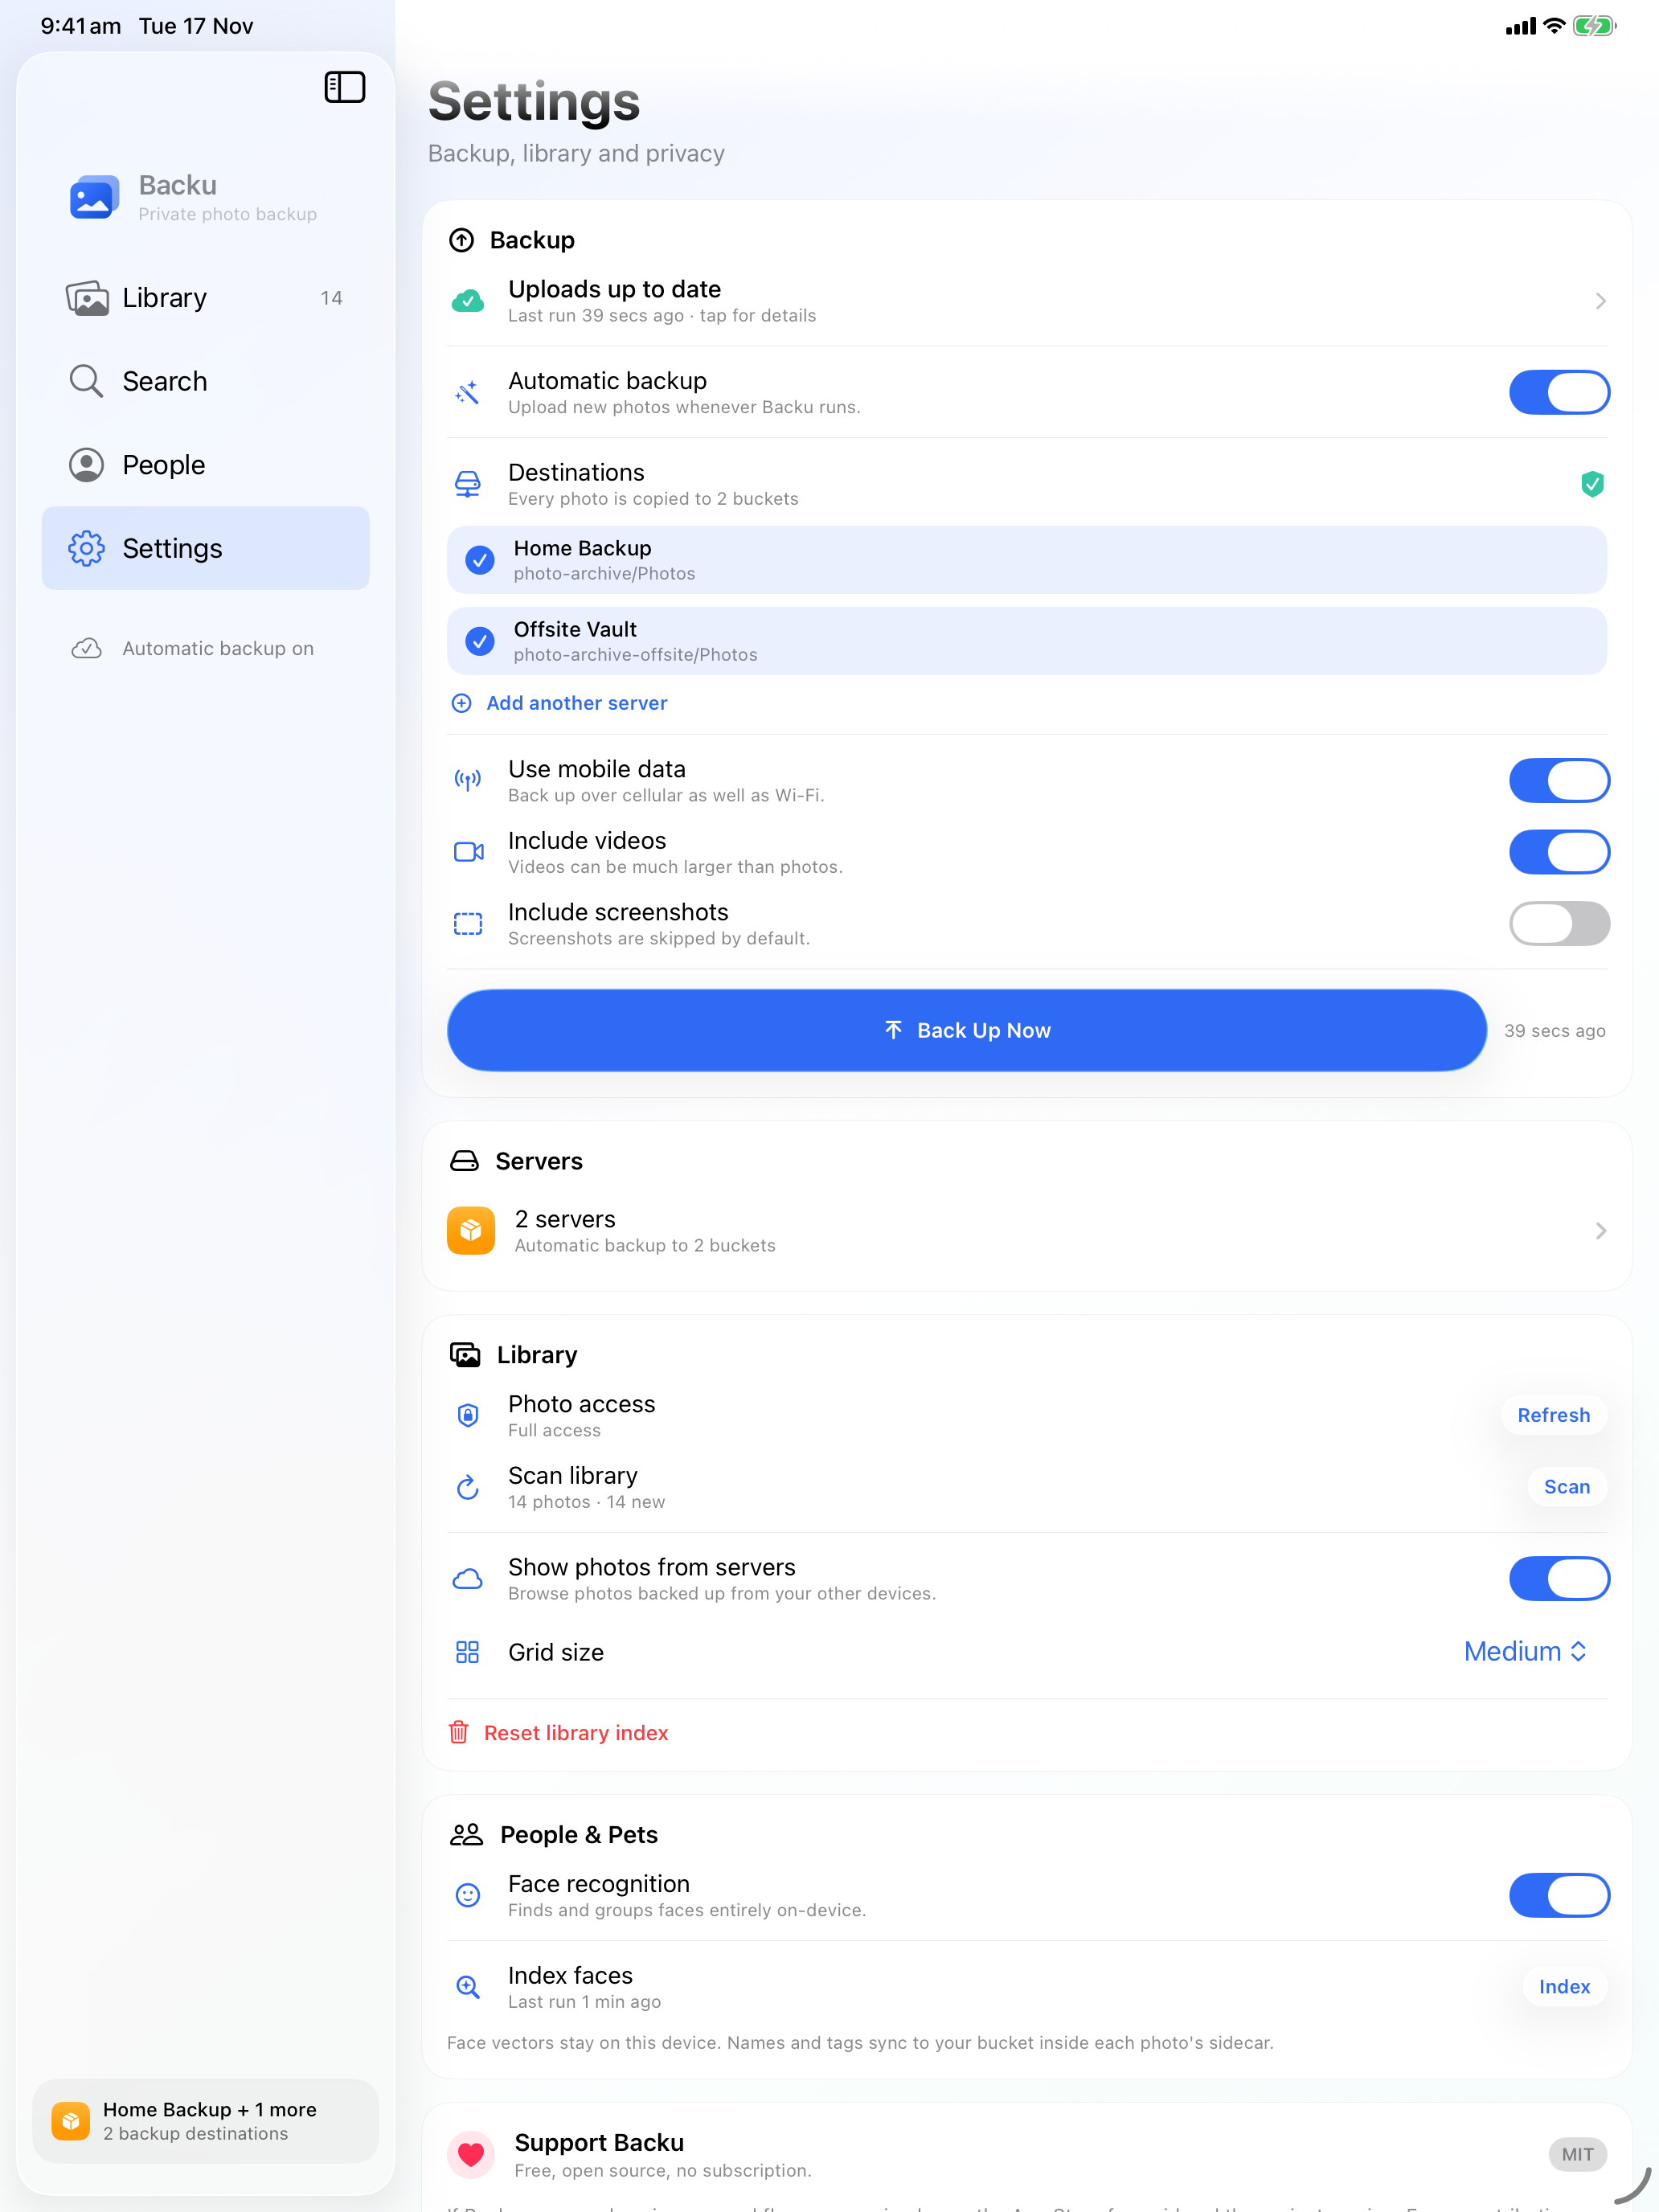 9:41 am Tue 17 Nov
Backu
Private photo backup
Library 14
Search
People
Settings
Automatic backup on
Home Backup + 1 more
2 backup destinations
Settings
Backup, library and privacy
Backup
Uploads up to date
Last run 39 secs ago · tap for details
Automatic backup
Upload new photos whenever Backu runs.
Destinations
Every photo is copied to 2 buckets
Home Backup
photo-archive/Photos
Offsite Vault
photo-archive-offsite/Photos
Add another server
Use mobile data
Back up over cellular as well as Wi-Fi.
Include videos
Videos can be much larger than photos.
Include screenshots
Screenshots are skipped by default.
Back Up Now 39 secs ago
Servers
2 servers
Automatic backup to 2 buckets
Library
Photo access
Full access
Refresh
Scan library
14 photos · 14 new
Scan
Show photos from servers
Browse photos backed up from your other devices.
Grid size Medium
Reset library index
People & Pets
Face recognition
Finds and groups faces entirely on-device.
Index faces
Last run 1 min ago
Index
Face vectors stay on this device. Names and tags sync to your bucket inside each photo's sidecar.
Support Backu
Free, open source, no subscription.
MIT